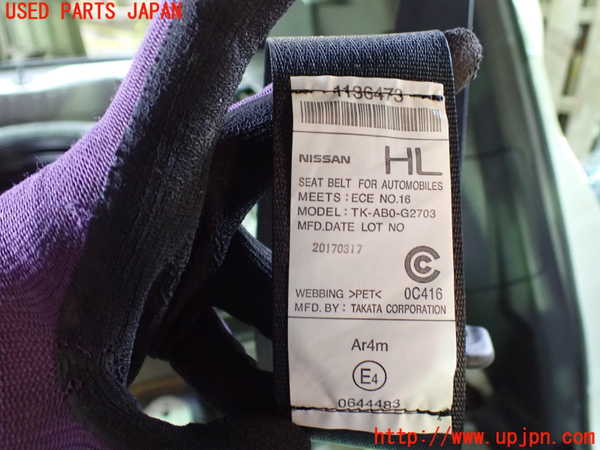 USED PARTS JAPAN
1136473
NISSAN HL
SEAT BELT FOR AUTOMOBILES
MEETS : ECE NO.16
MODEL: TK-AB0-G2703
MFD.DATE LOT NO
20170317
WEBBING >PET< 0C416
MFD. BY : TAKATA CORPORATION
Ar4m
E4
0644483
http://www.upjpn.com